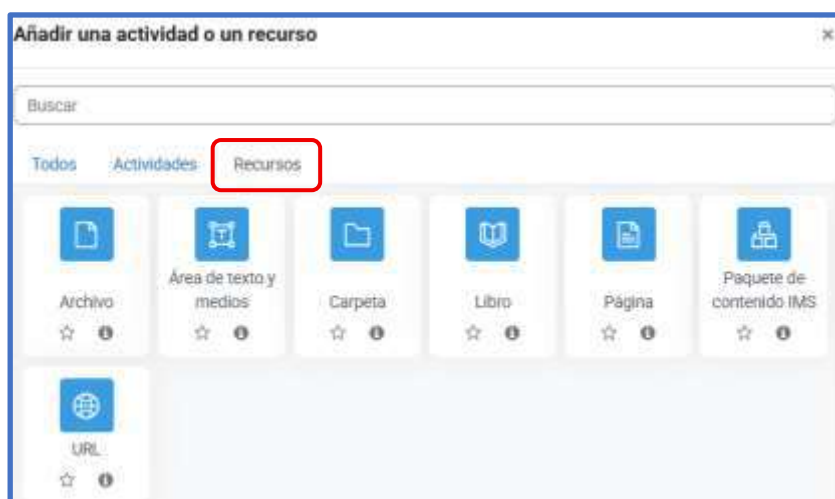 Añadir una actividad o un recurso ×
Buscar
Todos Actividades Recursos
Archivo
Área de texto y
medios
Carpeta
Libro
Página
Paquete de
contenido IMS
URL